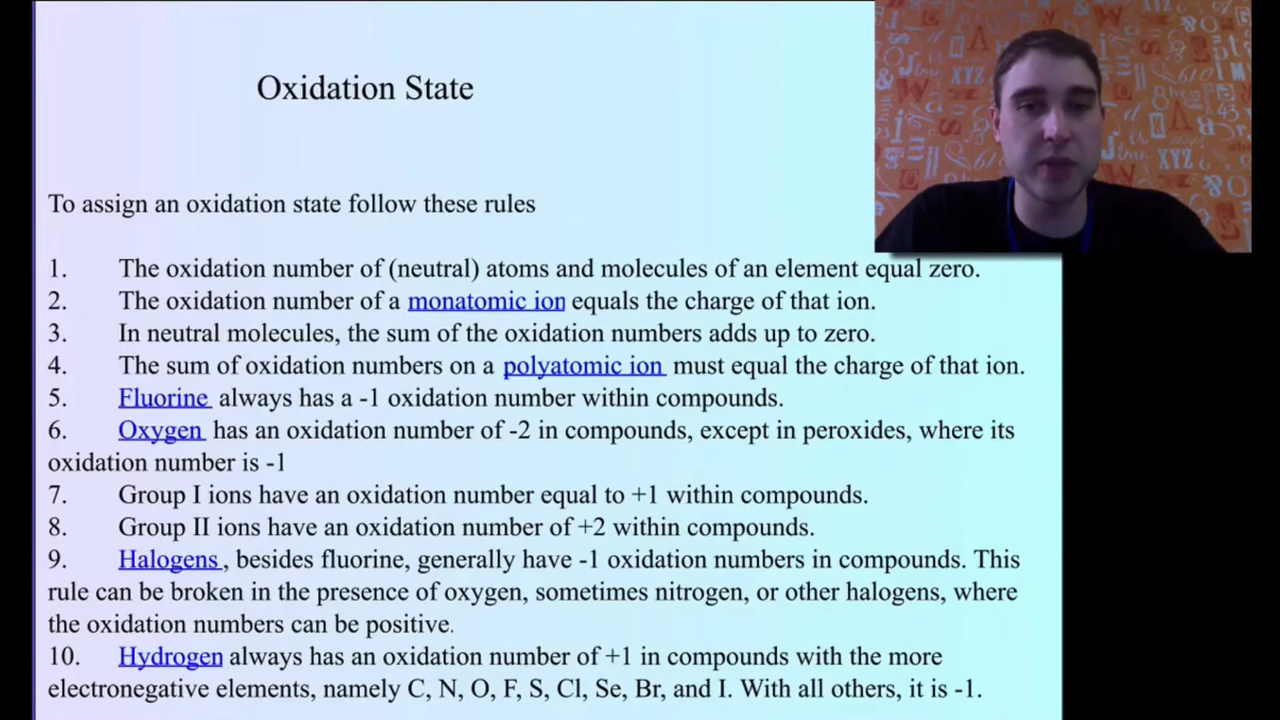 Oxidation State
To assign an oxidation state follow these rules
1. The oxidation number of (neutral) atoms and molecules of an element equal zero.
2. The oxidation number of a monatomic ion equals the charge of that ion.
3. In neutral molecules, the sum of the oxidation numbers adds up to zero.
4. The sum of oxidation numbers on a polyatomic ion must equal the charge of that ion.
5. Fluorine always has a -1 oxidation number within compounds.
6. Oxygen has an oxidation number of -2 in compounds, except in peroxides, where its
oxidation number is -1
7. Group I ions have an oxidation number equal to +1 within compounds.
8. Group II ions have an oxidation number of +2 within compounds.
9. Halogens, besides fluorine, generally have -1 oxidation numbers in compounds. This
rule can be broken in the presence of oxygen, sometimes nitrogen, or other halogens, where
the oxidation numbers can be positive.
10. Hydrogen always has an oxidation number of +1 in compounds with the more
electronegative elements, namely C, N, O, F, S, Cl, Se, Br, and I. With all others, it is -1.
XYZ
XYZ